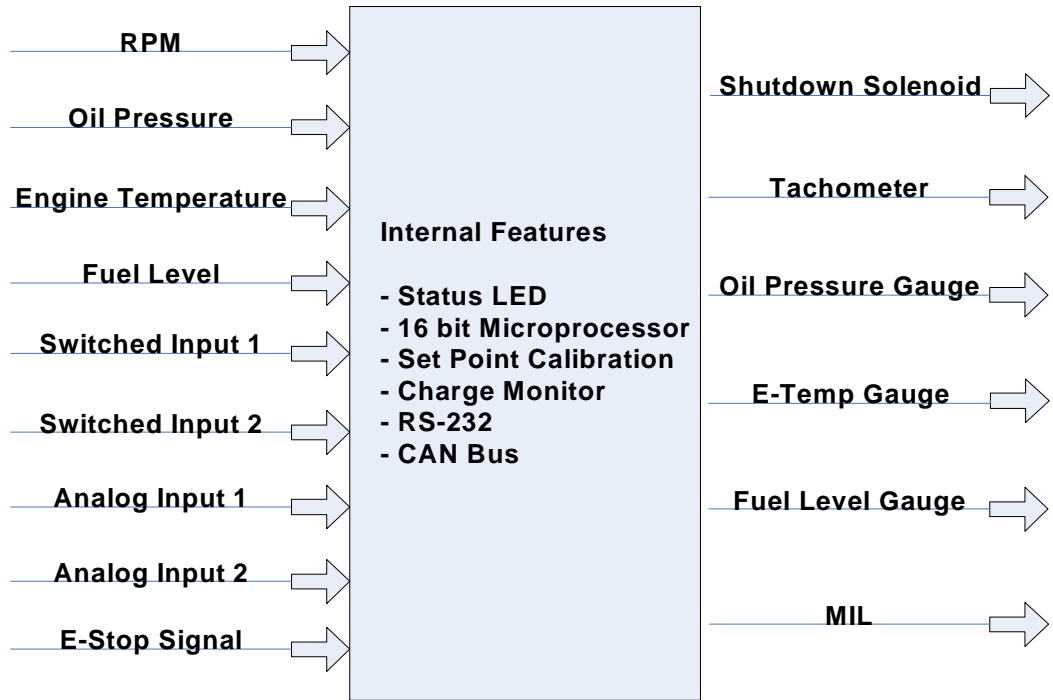 RPM
Oil Pressure
Engine Temperature
Fuel Level
Switched Input 1
Switched Input 2
Analog Input 1
Analog Input 2
E-Stop Signal
Internal Features
- Status LED
- 16 bit Microprocessor
- Set Point Calibration
- Charge Monitor
- RS-232
- CAN Bus
Shutdown Solenoid
Tachometer
Oil Pressure Gauge
E-Temp Gauge
Fuel Level Gauge
MIL